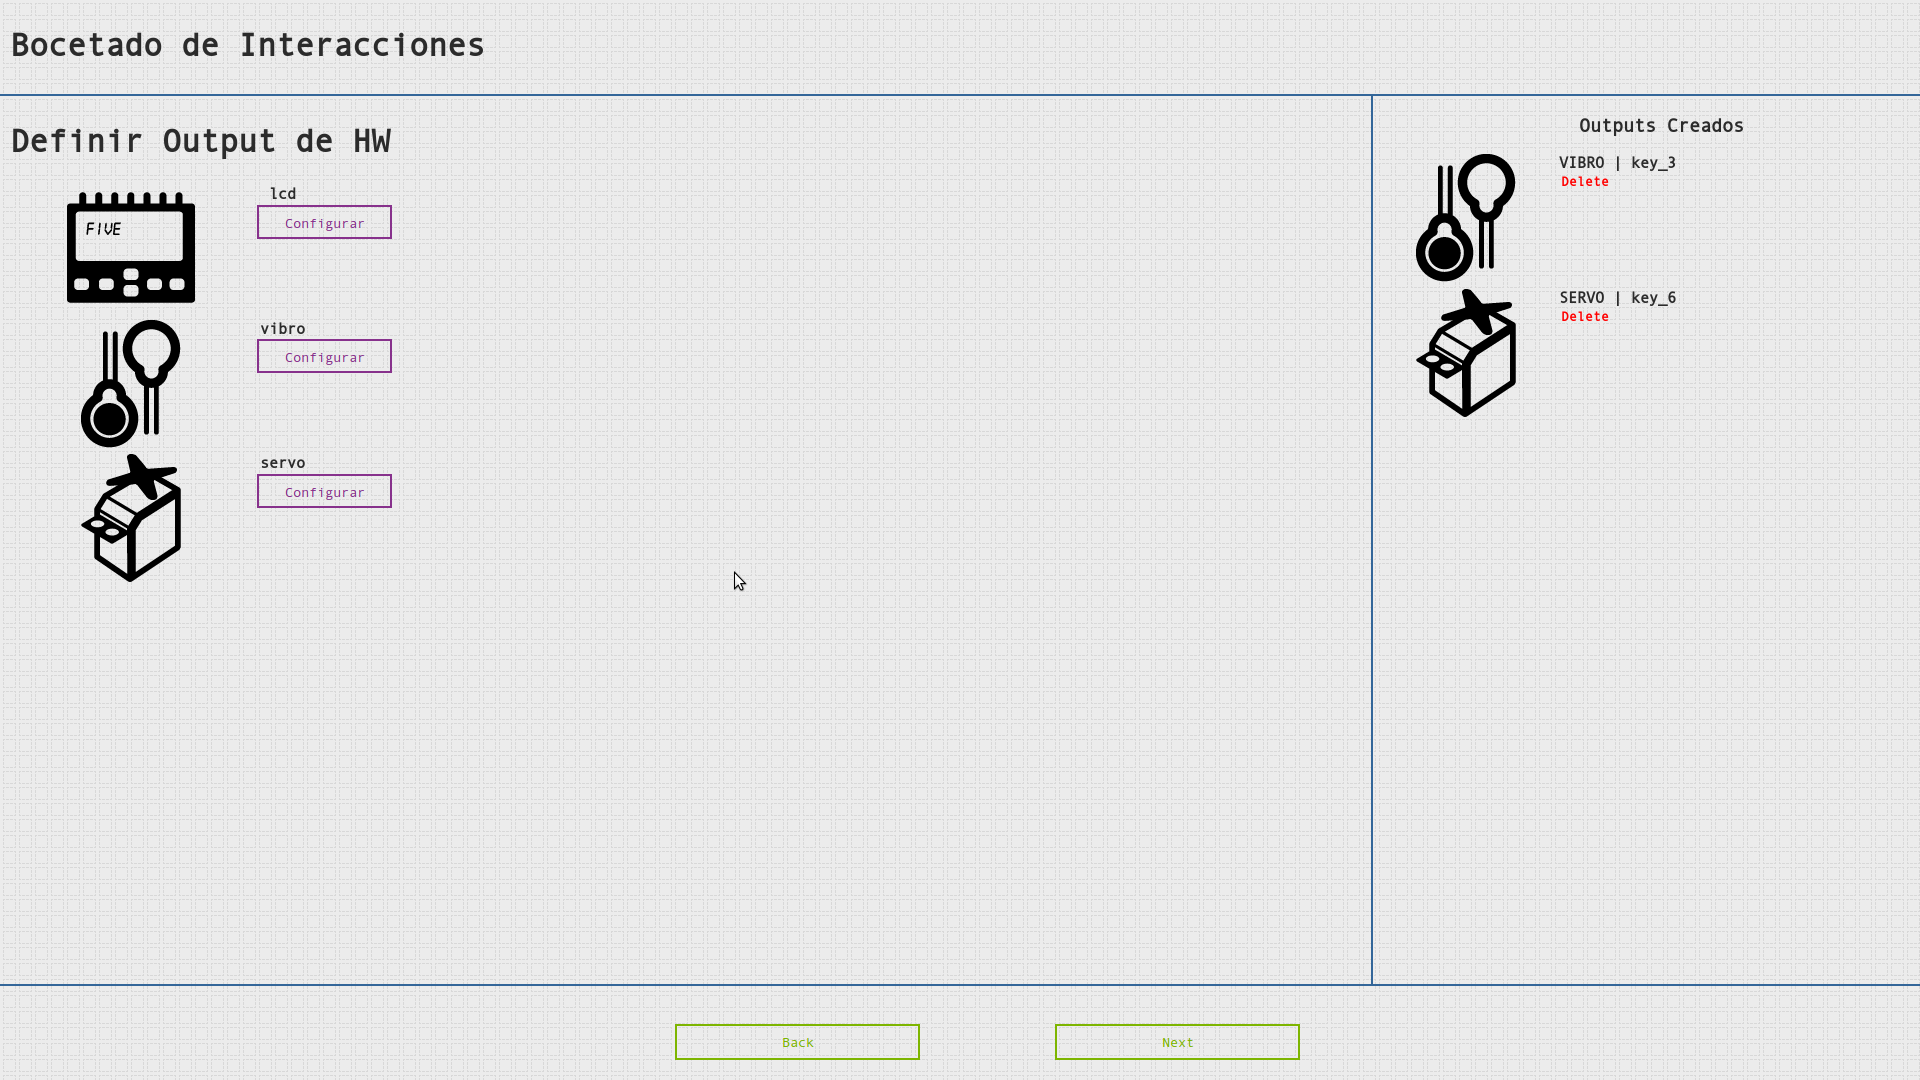 Bocetado de Interacciones
Definir Output de HW
lcd
FIVE
Configurar
vibro
Configurar
servo
Configurar
Outputs Creados
VIBRO | key_3
Delete
SERVO | key_6
Delete
Back
Next